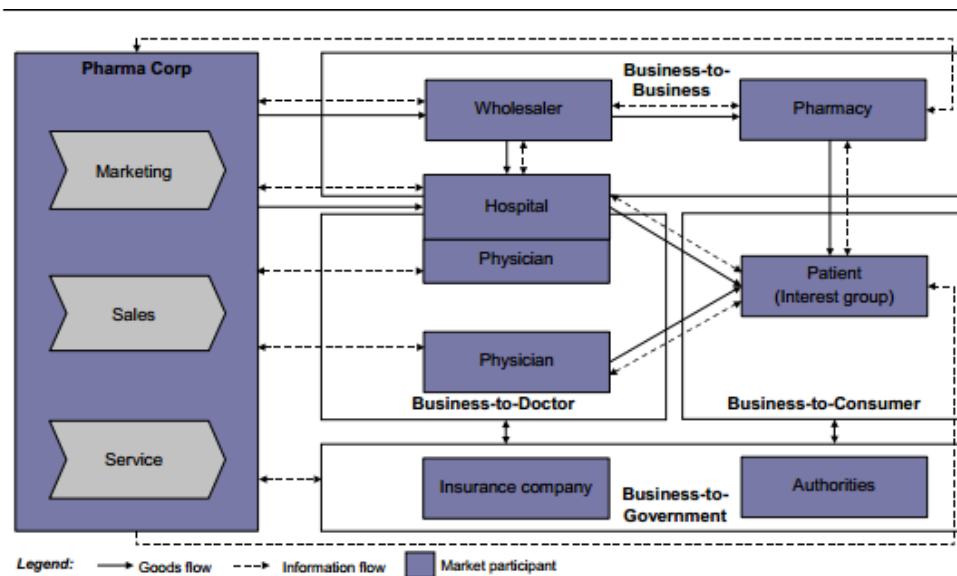 Pharma Corp
Marketing
Sales
Service
Business-to-
Business
Wholesaler
Pharmacy
Hospital
Physician
Patient
(Interest group)
Physician
Business-to-Doctor
Business-to-Consumer
Insurance company
Business-to-
Government
Authorities
Legend: Goods flow Information flow Market participant